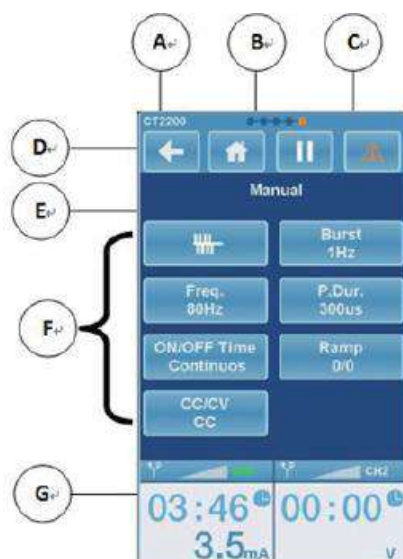 A
B
C
CT2200
D
Manual
E
Burst
1Hz
F
Freq.
80Hz
P.Dur.
300us
ON/OFF Time
Continuos
Ramp
0/0
CC/CV
CC
CH2
G
03:46
00:00
3.5mA
V